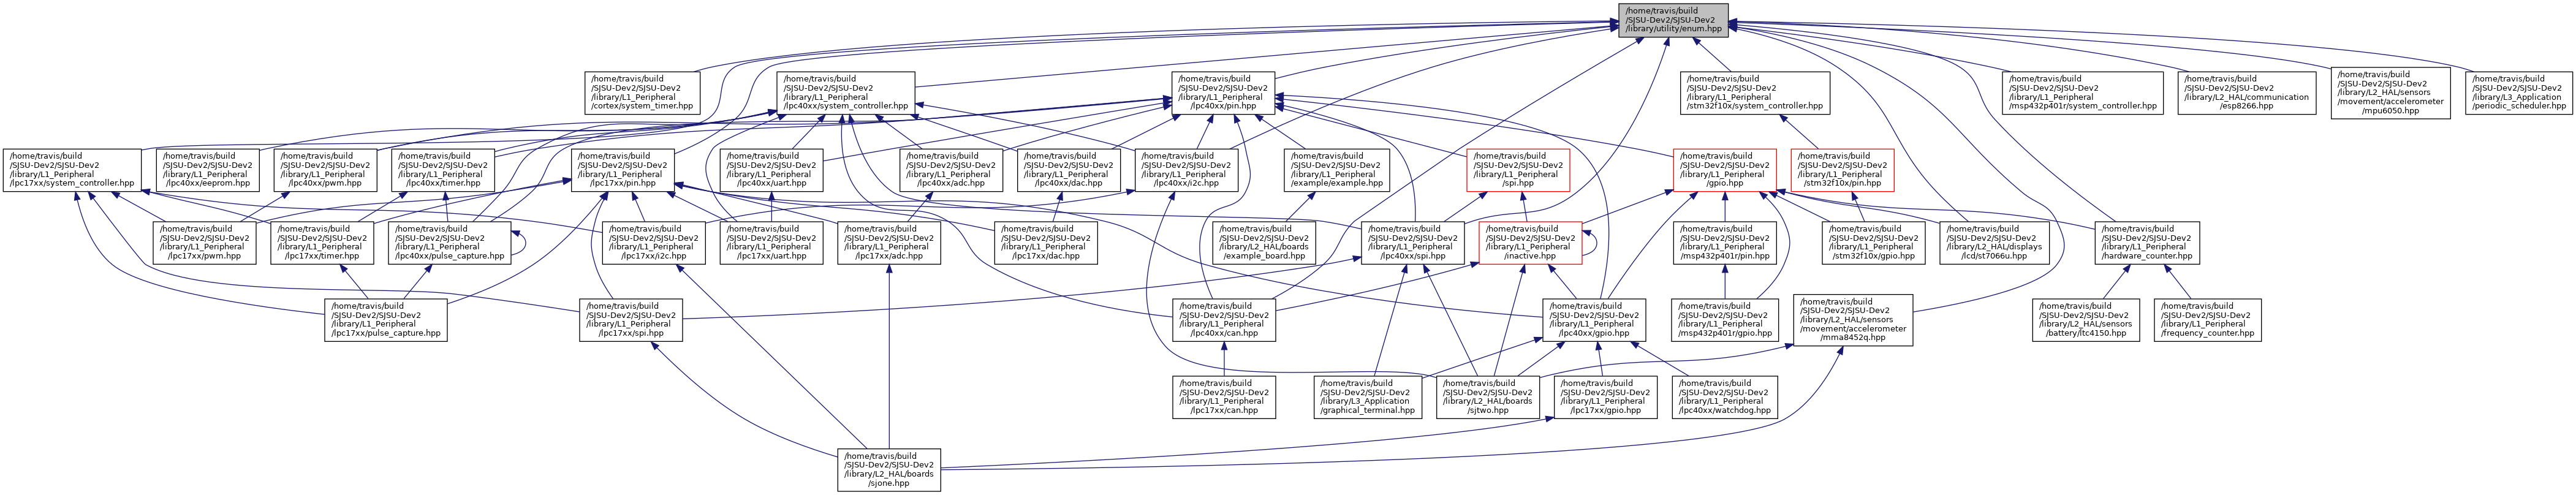 /home/travis/build
/SJSU-Dev2/SJSU-Dev2
/library/utility/enum.hpp
/home/travis/build
/SJSU-Dev2/SJSU-Dev2
/library/L1_Peripheral
/cortex/system_timer.hpp
/home/travis/build
/SJSU-Dev2/SJSU-Dev2
/library/L1_Peripheral
/lpc40xx/system_controller.hpp
/home/travis/build
/SJSU-Dev2/SJSU-Dev2
/library/L1_Peripheral
/lpc40xx/pin.hpp
/home/travis/build
/SJSU-Dev2/SJSU-Dev2
/library/L1_Peripheral
/stm32f10x/system_controller.hpp
/home/travis/build
/SJSU-Dev2/SJSU-Dev2
/library/L1_Peripheral
/msp432p401r/system_controller.hpp
/home/travis/build
/SJSU-Dev2/SJSU-Dev2
/library/L2_HAL/communication
/esp8266.hpp
/home/travis/build
/SJSU-Dev2/SJSU-Dev2
/library/L2_HAL/sensors
/movement/accelerometer
/mpu6050.hpp
/home/travis/build
/SJSU-Dev2/SJSU-Dev2
/library/L3_Application
/periodic_scheduler.hpp
/home/travis/build
/SJSU-Dev2/SJSU-Dev2
/library/L1_Peripheral
/lpc17xx/system_controller.hpp
/home/travis/build
/SJSU-Dev2/SJSU-Dev2
/library/L1_Peripheral
/lpc40xx/eeprom.hpp
/home/travis/build
/SJSU-Dev2/SJSU-Dev2
/library/L1_Peripheral
/lpc40xx/pwm.hpp
/home/travis/build
/SJSU-Dev2/SJSU-Dev2
/library/L1_Peripheral
/lpc40xx/timer.hpp
/home/travis/build
/SJSU-Dev2/SJSU-Dev2
/library/L1_Peripheral
/lpc17xx/pin.hpp
/home/travis/build
/SJSU-Dev2/SJSU-Dev2
/library/L1_Peripheral
/lpc40xx/uart.hpp
/home/travis/build
/SJSU-Dev2/SJSU-Dev2
/library/L1_Peripheral
/lpc40xx/adc.hpp
/home/travis/build
/SJSU-Dev2/SJSU-Dev2
/library/L1_Peripheral
/lpc40xx/dac.hpp
/home/travis/build
/SJSU-Dev2/SJSU-Dev2
/library/L1_Peripheral
/lpc40xx/i2c.hpp
/home/travis/build
/SJSU-Dev2/SJSU-Dev2
/library/L1_Peripheral
/example/example.hpp
/home/travis/build
/SJSU-Dev2/SJSU-Dev2
/library/L1_Peripheral
/spi.hpp
/home/travis/build
/SJSU-Dev2/SJSU-Dev2
/library/L1_Peripheral
/gpio.hpp
/home/travis/build
/SJSU-Dev2/SJSU-Dev2
/library/L1_Peripheral
/stm32f10x/pin.hpp
/home/travis/build
/SJSU-Dev2/SJSU-Dev2
/library/L1_Peripheral
/lpc17xx/pwm.hpp
/home/travis/build
/SJSU-Dev2/SJSU-Dev2
/library/L1_Peripheral
/lpc17xx/timer.hpp
/home/travis/build
/SJSU-Dev2/SJSU-Dev2
/library/L1_Peripheral
/lpc40xx/pulse_capture.hpp
/home/travis/build
/SJSU-Dev2/SJSU-Dev2
/library/L1_Peripheral
/lpc17xx/i2c.hpp
/home/travis/build
/SJSU-Dev2/SJSU-Dev2
/library/L1_Peripheral
/lpc17xx/uart.hpp
/home/travis/build
/SJSU-Dev2/SJSU-Dev2
/library/L1_Peripheral
/lpc17xx/adc.hpp
/home/travis/build
/SJSU-Dev2/SJSU-Dev2
/library/L1_Peripheral
/lpc17xx/dac.hpp
/home/travis/build
/SJSU-Dev2/SJSU-Dev2
/library/L2_HAL/boards
/example_board.hpp
/home/travis/build
/SJSU-Dev2/SJSU-Dev2
/library/L1_Peripheral
/lpc40xx/spi.hpp
/home/travis/build
/SJSU-Dev2/SJSU-Dev2
/library/L1_Peripheral
/inactive.hpp
/home/travis/build
/SJSU-Dev2/SJSU-Dev2
/library/L1_Peripheral
/msp432p401r/pin.hpp
/home/travis/build
/SJSU-Dev2/SJSU-Dev2
/library/L1_Peripheral
/stm32f10x/gpio.hpp
/home/travis/build
/SJSU-Dev2/SJSU-Dev2
/library/L2_HAL/displays
/lcd/st7066u.hpp
/home/travis/build
/SJSU-Dev2/SJSU-Dev2
/library/L1_Peripheral
/hardware_counter.hpp
/home/travis/build
/SJSU-Dev2/SJSU-Dev2
/library/L1_Peripheral
/lpc17xx/pulse_capture.hpp
/home/travis/build
/SJSU-Dev2/SJSU-Dev2
/library/L1_Peripheral
/lpc17xx/spi.hpp
/home/travis/build
/SJSU-Dev2/SJSU-Dev2
/library/L1_Peripheral
/lpc40xx/can.hpp
/home/travis/build
/SJSU-Dev2/SJSU-Dev2
/library/L1_Peripheral
/lpc40xx/gpio.hpp
/home/travis/build
/SJSU-Dev2/SJSU-Dev2
/library/L1_Peripheral
/msp432p401r/gpio.hpp
/home/travis/build
/SJSU-Dev2/SJSU-Dev2
/library/L2_HAL/sensors
/movement/accelerometer
/mma8452q.hpp
/home/travis/build
/SJSU-Dev2/SJSU-Dev2
/library/L2_HAL/sensors
/battery/ltc4150.hpp
/home/travis/build
/SJSU-Dev2/SJSU-Dev2
/library/L1_Peripheral
/frequency_counter.hpp
/home/travis/build
/SJSU-Dev2/SJSU-Dev2
/library/L1_Peripheral
/lpc17xx/can.hpp
/home/travis/build
/SJSU-Dev2/SJSU-Dev2
/library/L3_Application
/graphical_terminal.hpp
/home/travis/build
/SJSU-Dev2/SJSU-Dev2
/library/L2_HAL/boards
/sjtwo.hpp
/home/travis/build
/SJSU-Dev2/SJSU-Dev2
/library/L1_Peripheral
/lpc17xx/gpio.hpp
/home/travis/build
/SJSU-Dev2/SJSU-Dev2
/library/L1_Peripheral
/lpc40xx/watchdog.hpp
/home/travis/build
/SJSU-Dev2/SJSU-Dev2
/library/L2_HAL/boards
/sjone.hpp